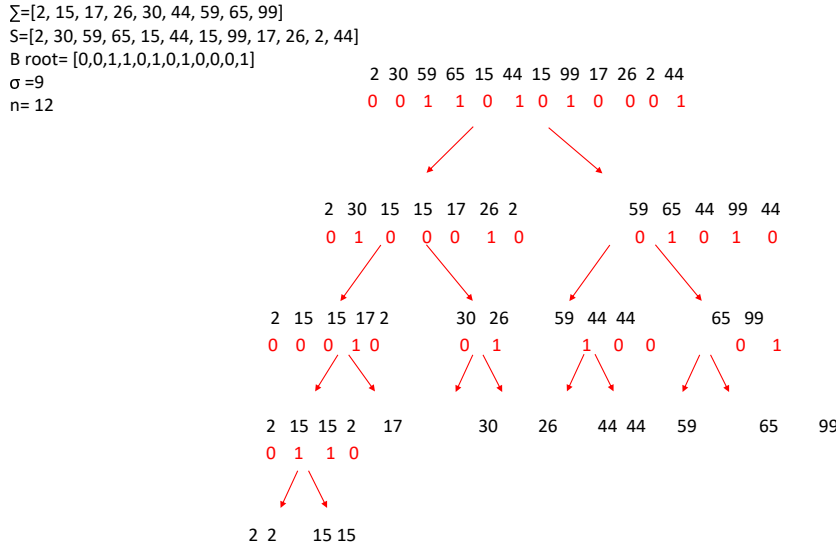 ∑=[2, 15, 17, 26, 30, 44, 59, 65, 99]
S=[2, 30, 59, 65, 15, 44, 15, 99, 17, 26, 2, 44]
B root= [0,0,1,1,0,1,0,1,0,0,0,1]
σ =9
n= 12
2 30 59 65 15 44 15 99 17 26 2 44
0 0 1 1 0 1 0 1 0 0 0 1
2 30 15 15 17 26 2 59 65 44 99 44
0 1 0 0 0 1 0 0 1 0 1 0
2 15 15 17 2 30 26 59 44 44 65 99
0 0 0 1 0 0 1 1 0 0 0 1
2 15 15 2 17 30 26 44 44 59 65 99
0 1 1 0
2 2 15 15